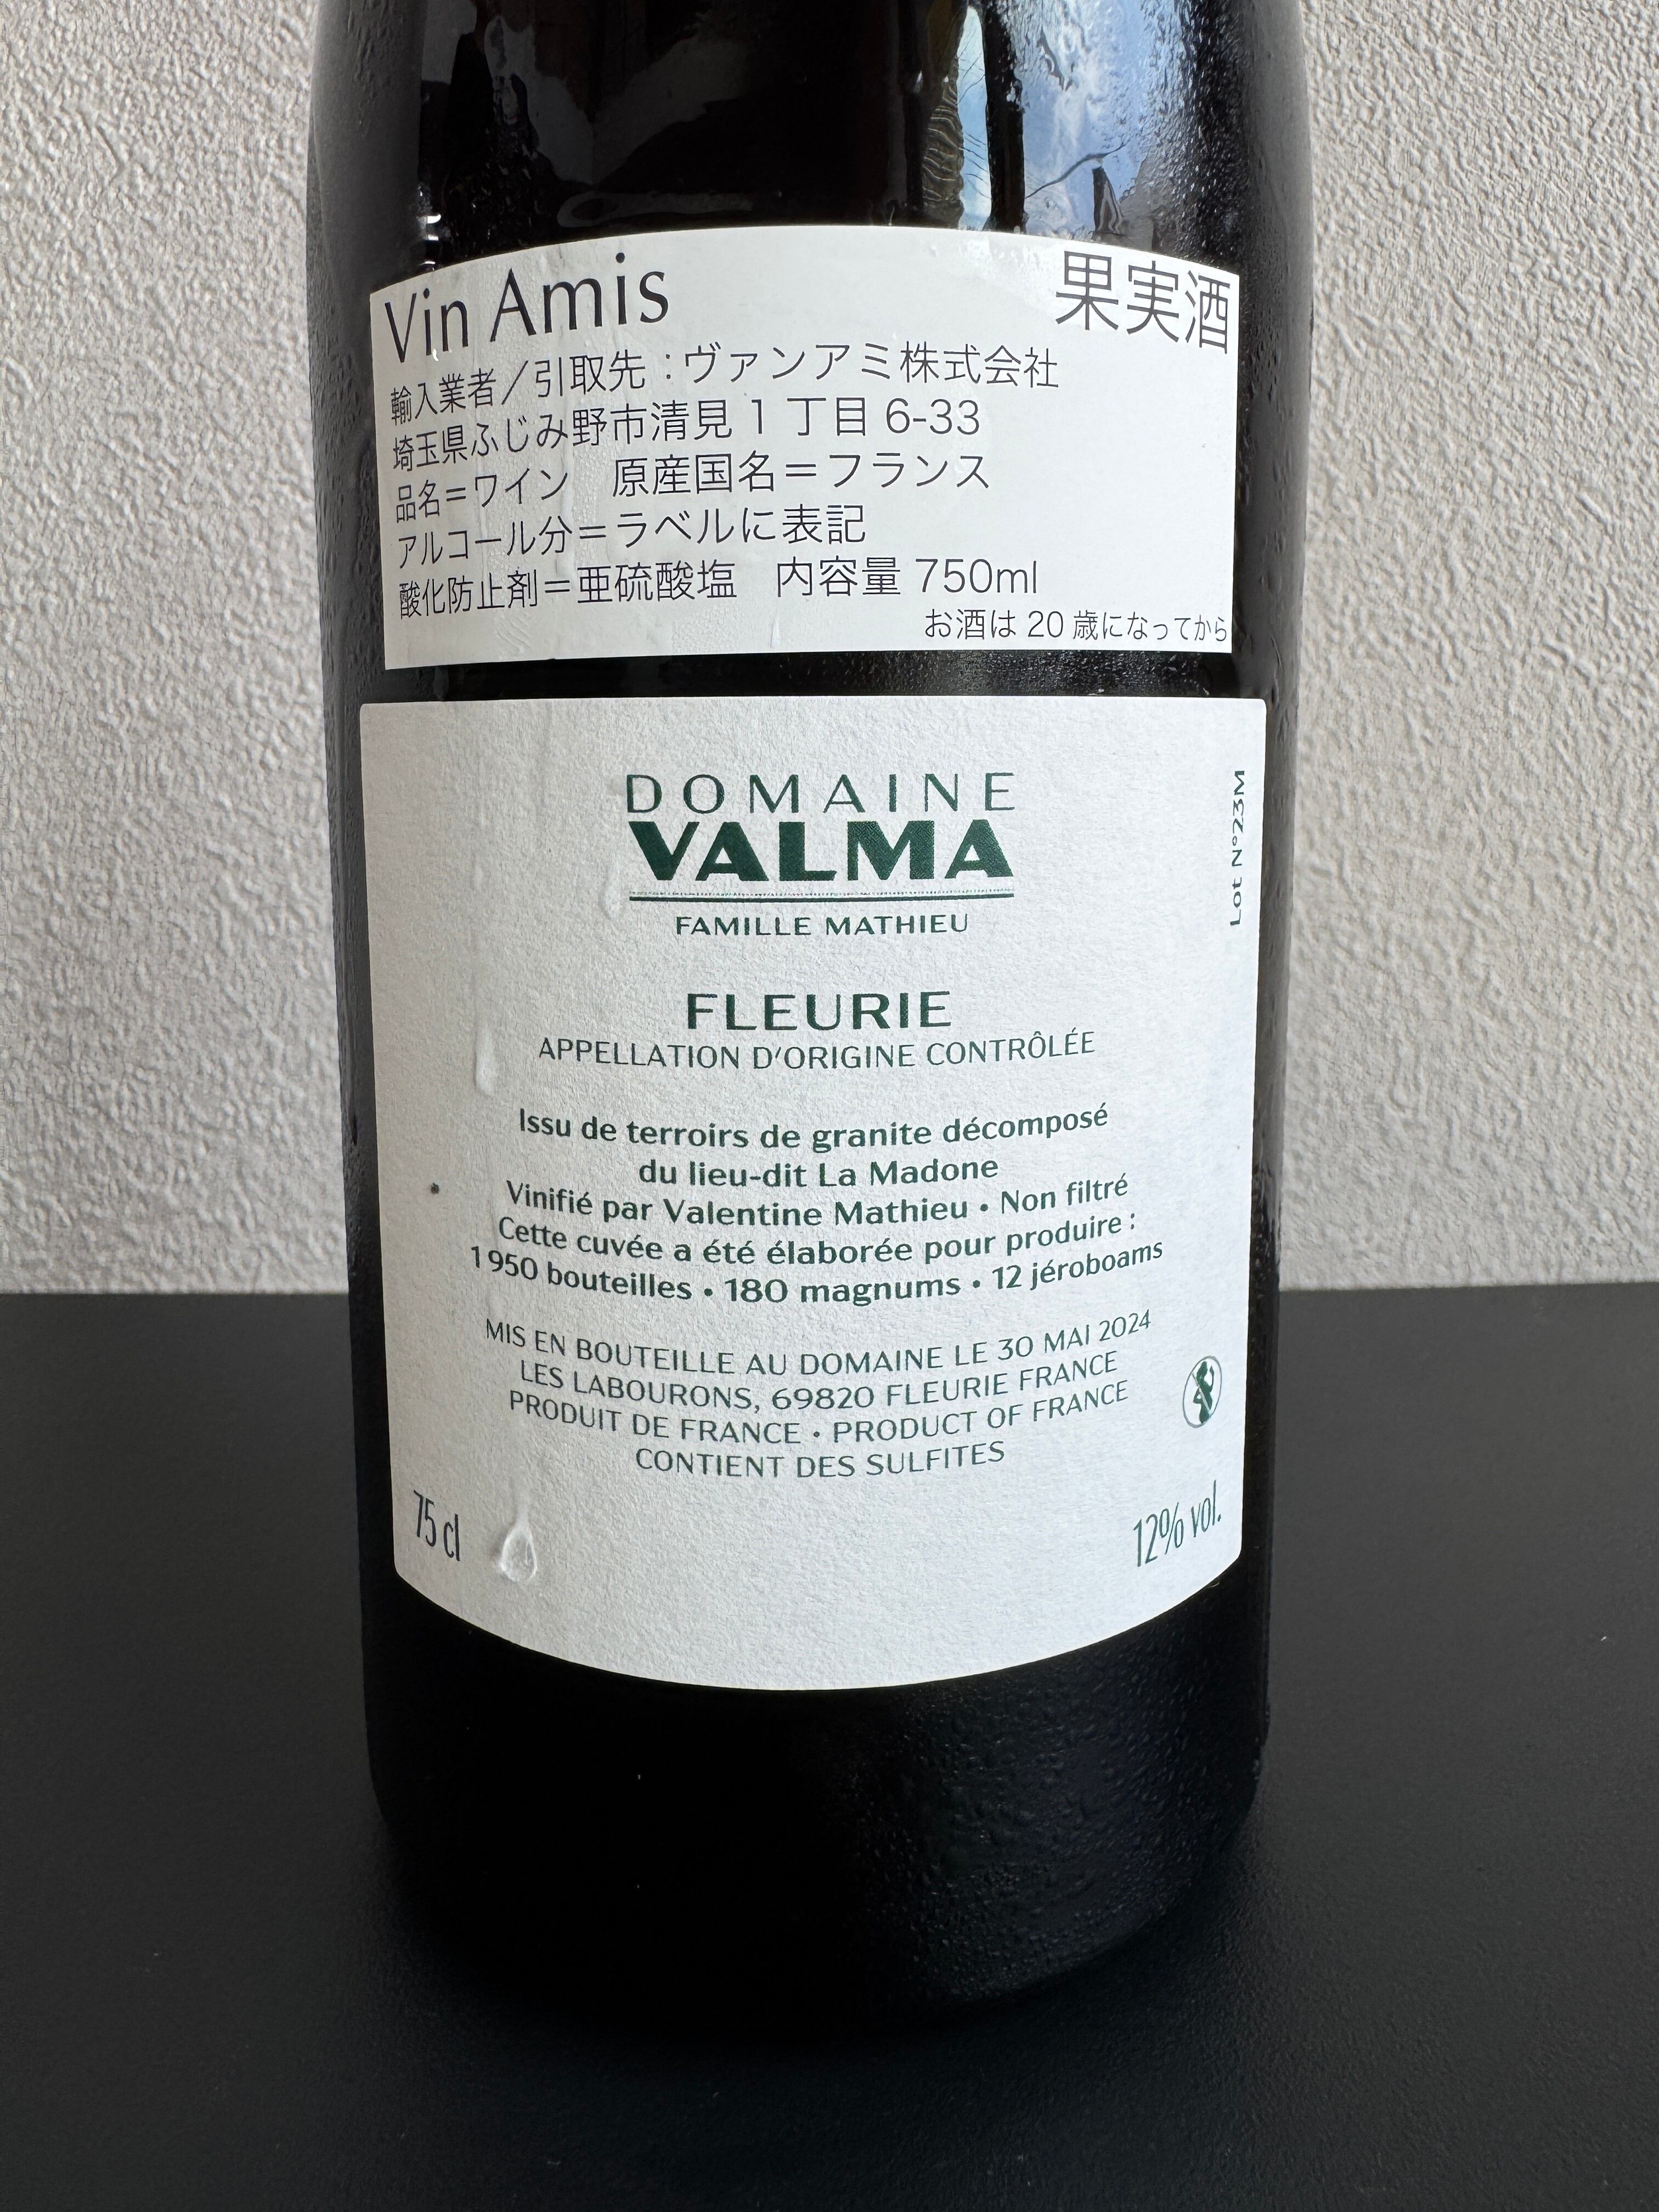 Vin Amis 果実酒
輸入業者／引取先：ヴァンアミ株式会社
埼玉県ふじみ野市清見1丁目6-33
品名＝ワイン　原産国名＝フランス
アルコール分＝ラベルに表記
酸化防止剤＝亜硫酸塩　内容量 750ml
お酒は 20 歳になってから
DOMAINE
VALMA
FAMILLE MATHIEU
Lot N°23M
FLEURIE
APPELLATION D'ORIGINE CONTRÔLÉE
Issu de terroirs de granite décomposé
du lieu-dit La Madone
Vinifié par Valentine Mathieu • Non filtré
Cette cuvée a été élaborée pour produire :
1 950 bouteilles • 180 magnums • 12 jéroboams
MIS EN BOUTEILLE AU DOMAINE LE 30 MAI 2024
LES LABOURONS, 69820 FLEURIE FRANCE
PRODUIT DE FRANCE • PRODUCT OF FRANCE
CONTIENT DES SULFITES
75 cl
12% vol.